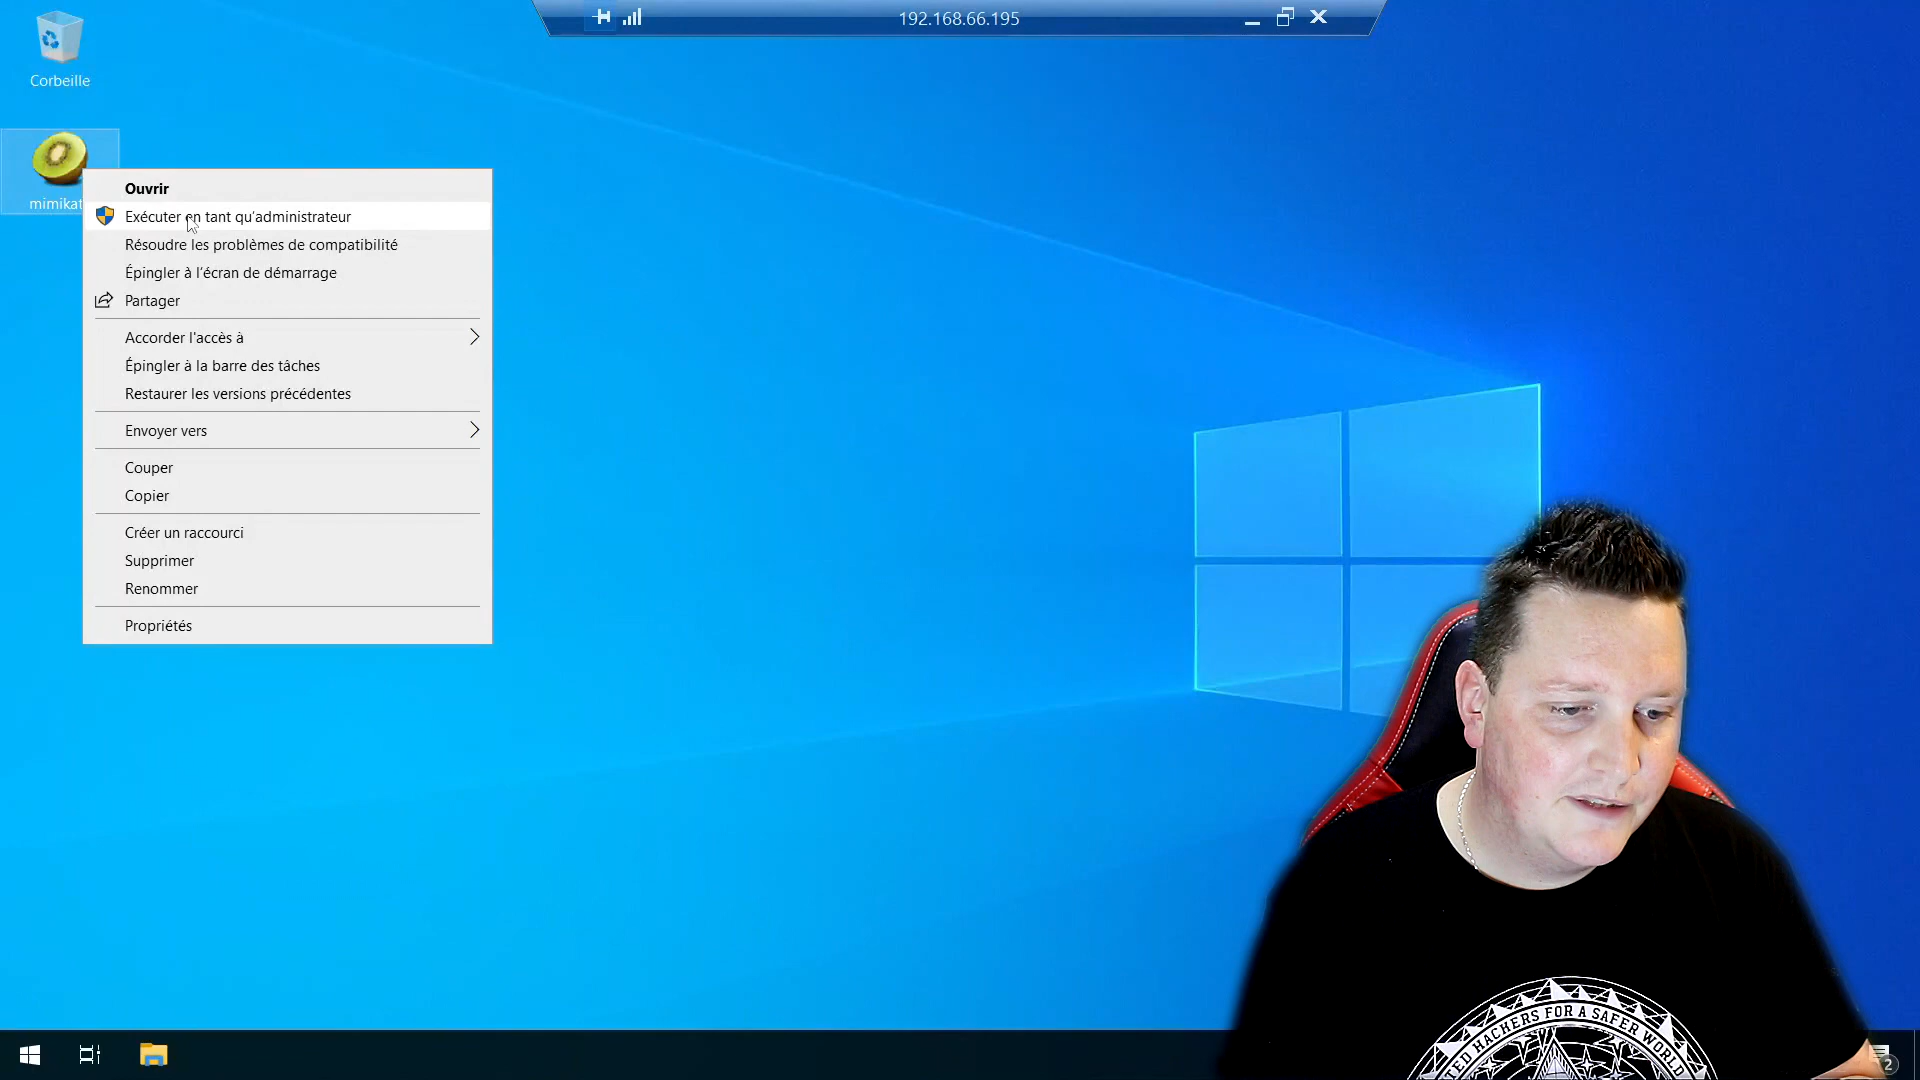 192.168.66.195
Corbeille
mimikat
Ouvrir
Exécuter en tant qu'administrateur
Résoudre les problèmes de compatibilité
Épingler à l'écran de démarrage
Partager
Accorder l'accès à
Épingler à la barre des tâches
Restaurer les versions précédentes
Envoyer vers
Couper
Copier
Créer un raccourci
Supprimer
Renommer
Propriétés
TED HACKERS FOR A SAFER WORLD
2